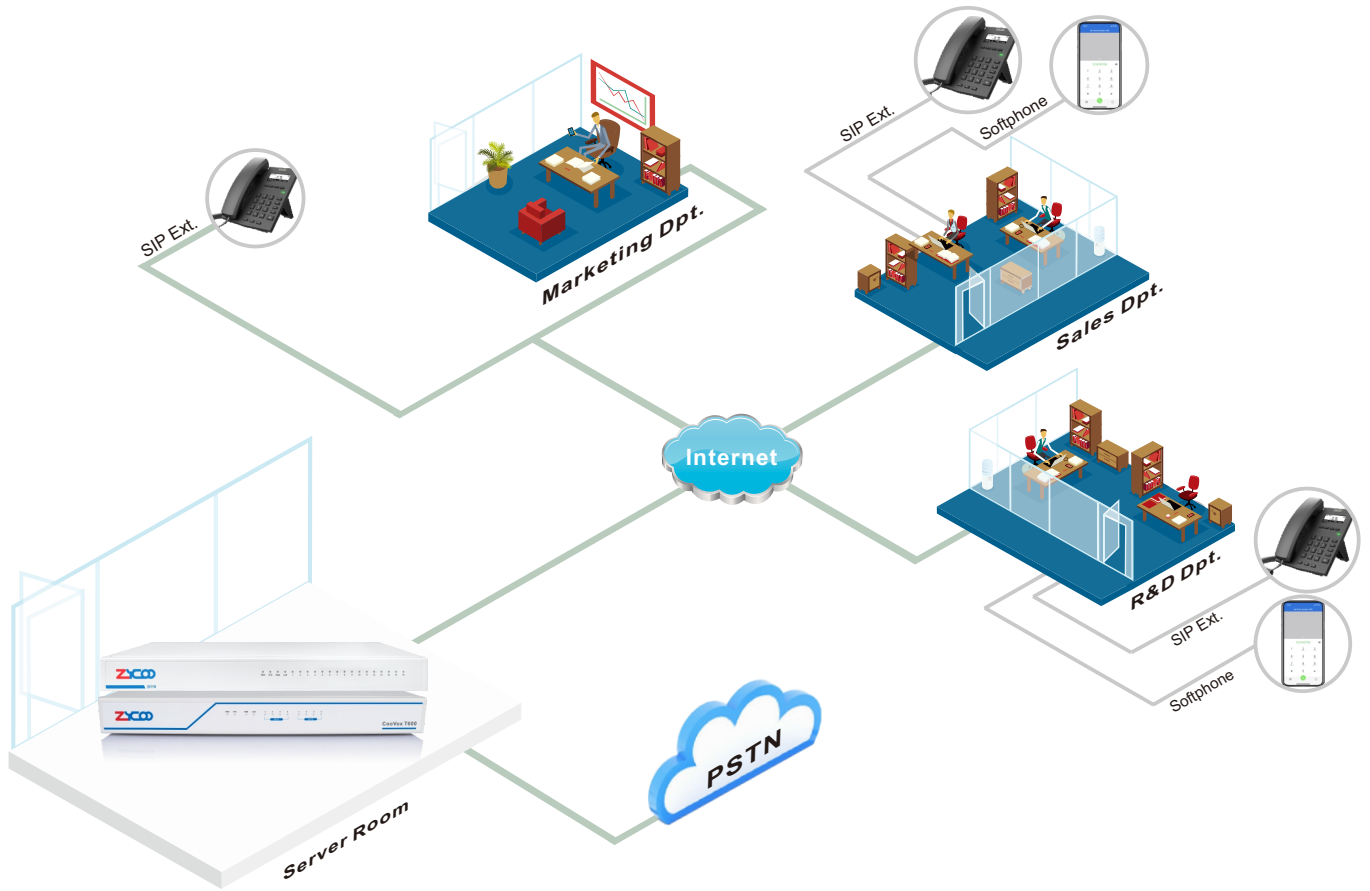 SIP Ext.
Softphone
SIP Ext.
Marketing Dpt.
Sales Dpt.
Internet
R&D Dpt.
SIP Ext.
Softphone
ZYCOO
ZYCOO
CooVox T600
PSTN
Server Room